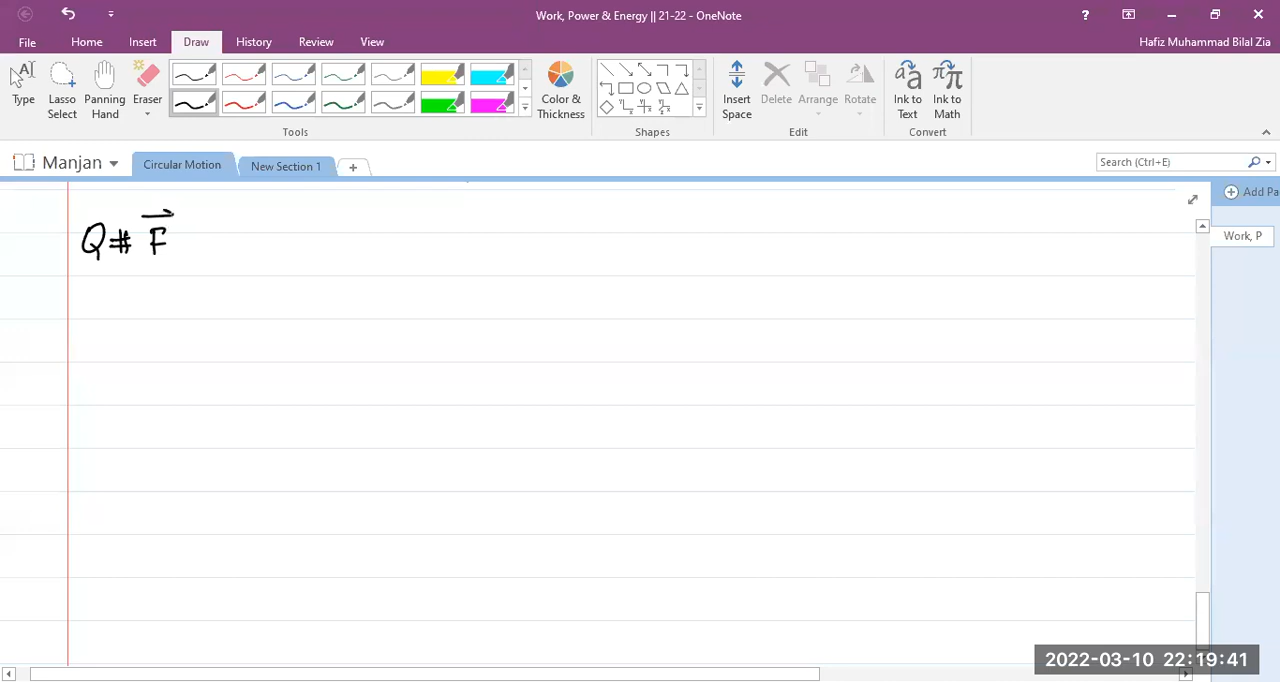 Work, Power & Energy || 21-22 - OneNote
?
File
Home
Insert
Draw
History
Review
View
Hafiz Muhammad Bilal Zia
Type
Lasso Select
Panning Hand
Eraser
Color & Thickness
Insert Space
Delete
Arrange
Rotate
Ink to Text
Ink to Math
Tools
Shapes
Edit
Convert
Manjan
Circular Motion
New Section 1
+
Search (Ctrl+E)
Add Pa
Work, P
Q# F⃗
2022-03-10 22:19:41